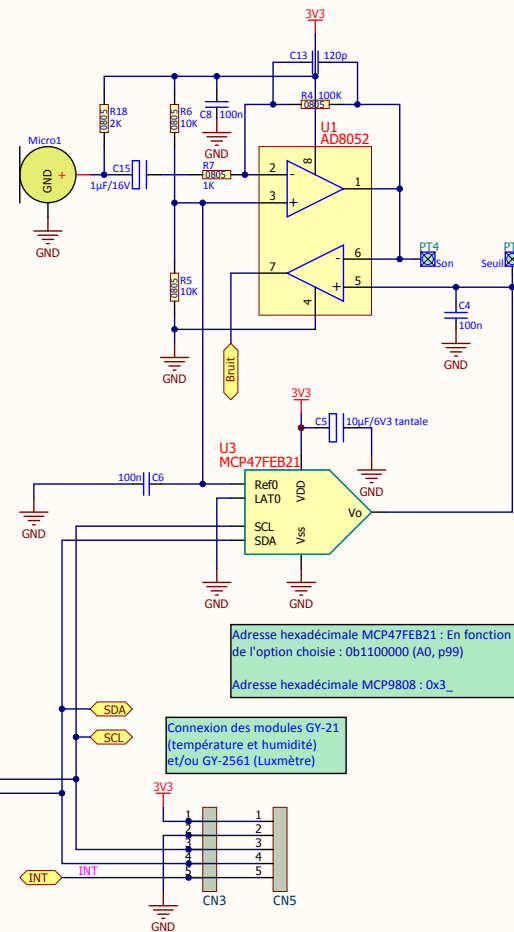 3V3
C13
120p
R4
100K
0805
R18
2K
0805
R6
10K
0805
C8
100n
GND
U1
AD8052
Micro1
GND
+
C15
1µF/16V
R7
0805
1K
GND
8
2
-
3
+
1
6
-
7
5
+
4
PT4
Son
PT
Seuil
R5
10K
0805
C4
100n
GND
GND
Bruit
3V3
C5
10µF/6V3 tantale
GND
U3
MCP47FEB21
100n
C6
Ref0
LAT0
VDD
SCL
SDA
Vss
Vo
GND
GND
GND
Adresse hexadécimale MCP47FEB21 : En fonction
de l'option choisie : 0b1100000 (A0, p99)
Adresse hexadécimale MCP9808 : 0x3_
SDA
SCL
Connexion des modules GY-21
(température et humidité)
et/ou GY-2561 (Luxmètre)
3V3
1
2
3
4
5
1
2
3
4
5
INT
INT
CN3
CN5
GND